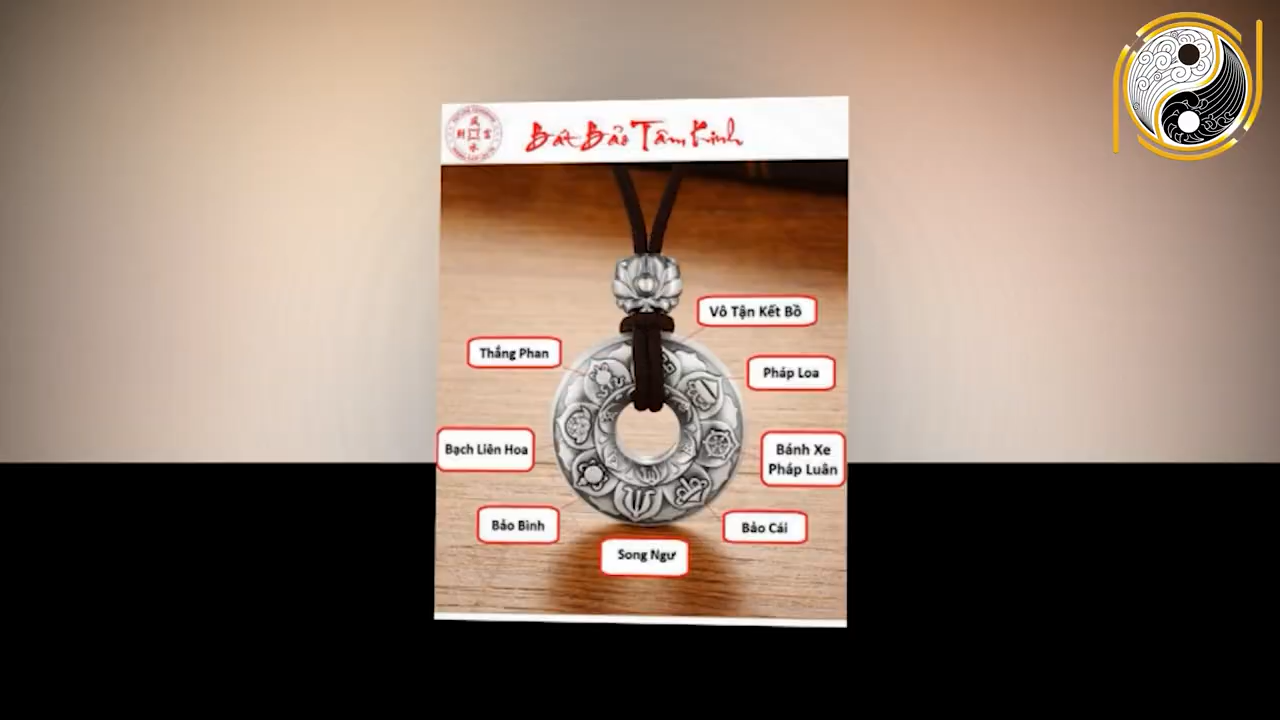 Bát Bảo Tâm Kinh
Vô Tận Kết Bồ
Thắng Phan
Pháp Loa
Bạch Liên Hoa
Bánh Xe
Pháp Luân
Bảo Bình
Bảo Cái
Song Ngư